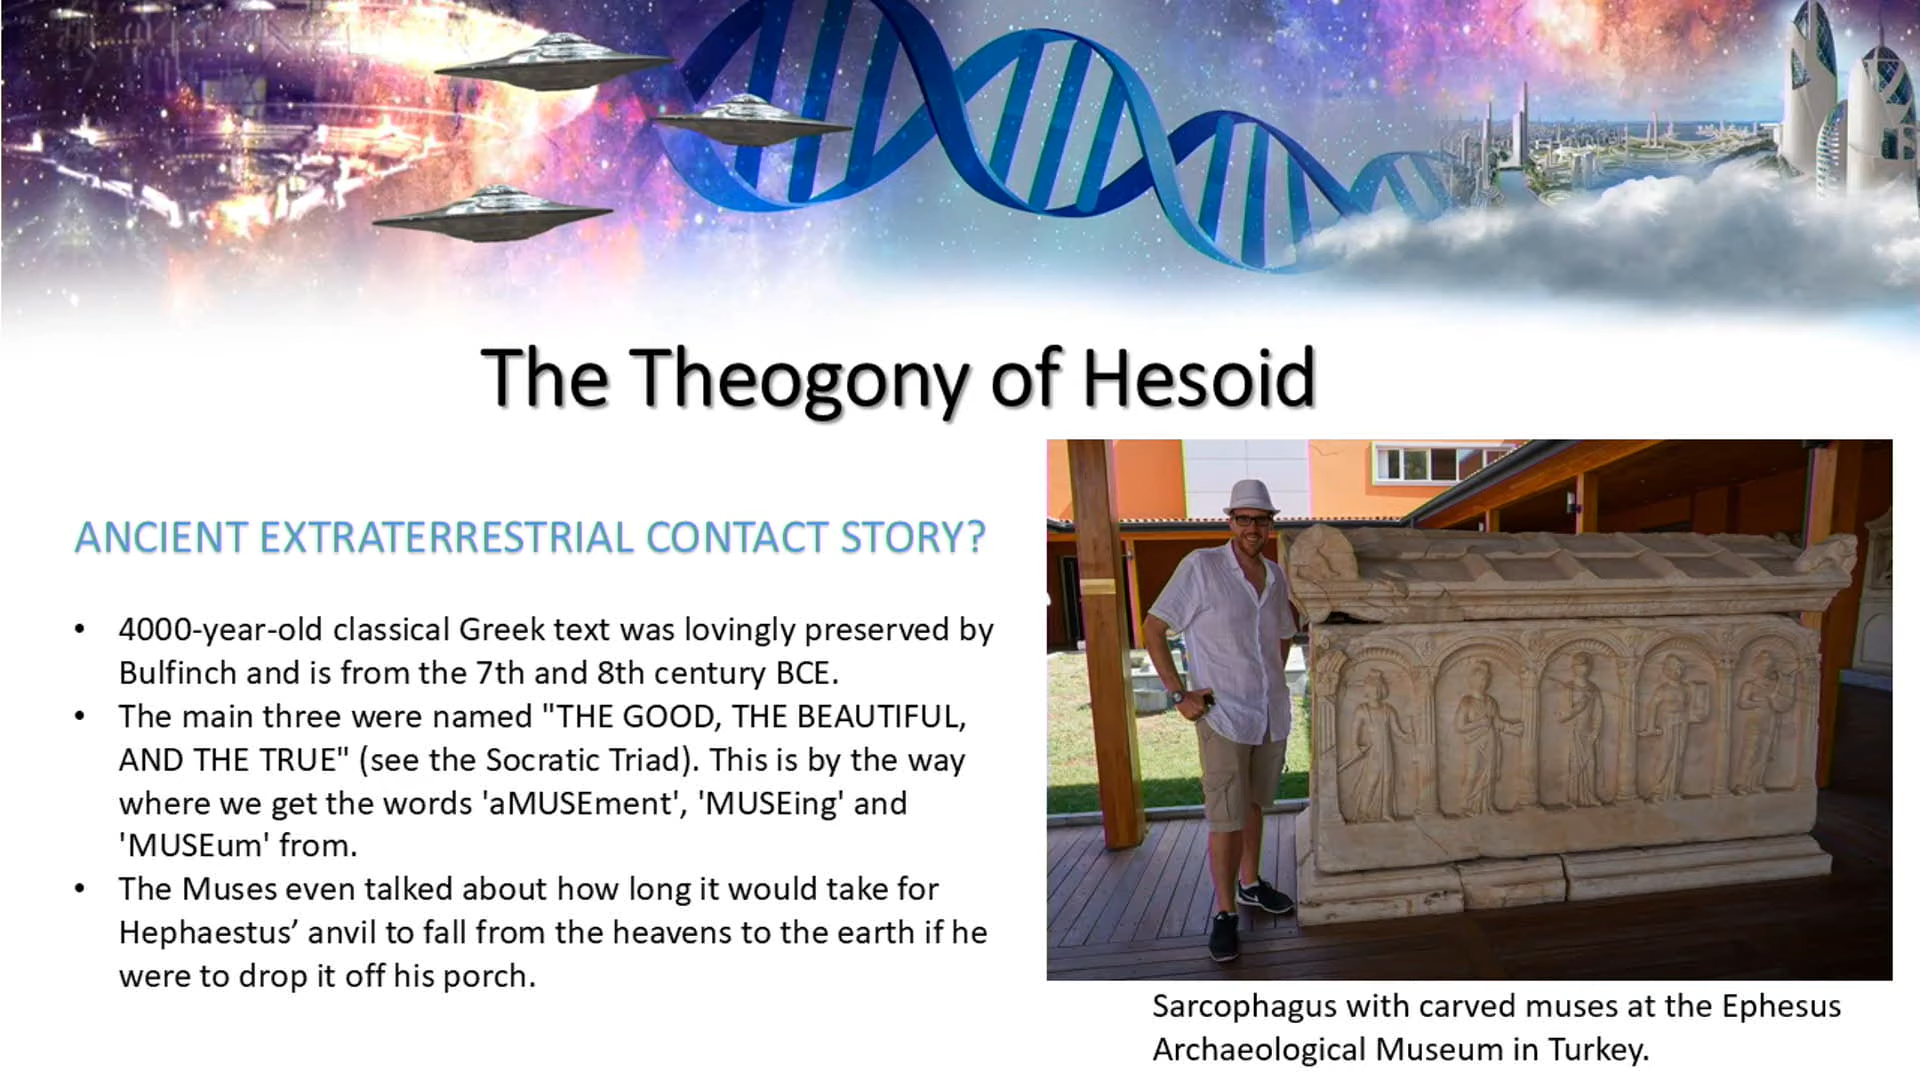 The Theogony of Hesoid
ANCIENT EXTRATERRESTRIAL CONTACT STORY?
• 4000-year-old classical Greek text was lovingly preserved by
Bulfinch and is from the 7th and 8th century BCE.
• The main three were named "THE GOOD, THE BEAUTIFUL,
AND THE TRUE" (see the Socratic Triad). This is by the way
where we get the words 'aMUSEment', 'MUSEing' and
'MUSEum' from.
• The Muses even talked about how long it would take for
Hephaestus’ anvil to fall from the heavens to the earth if he
were to drop it off his porch.
Sarcophagus with carved muses at the Ephesus
Archaeological Museum in Turkey.